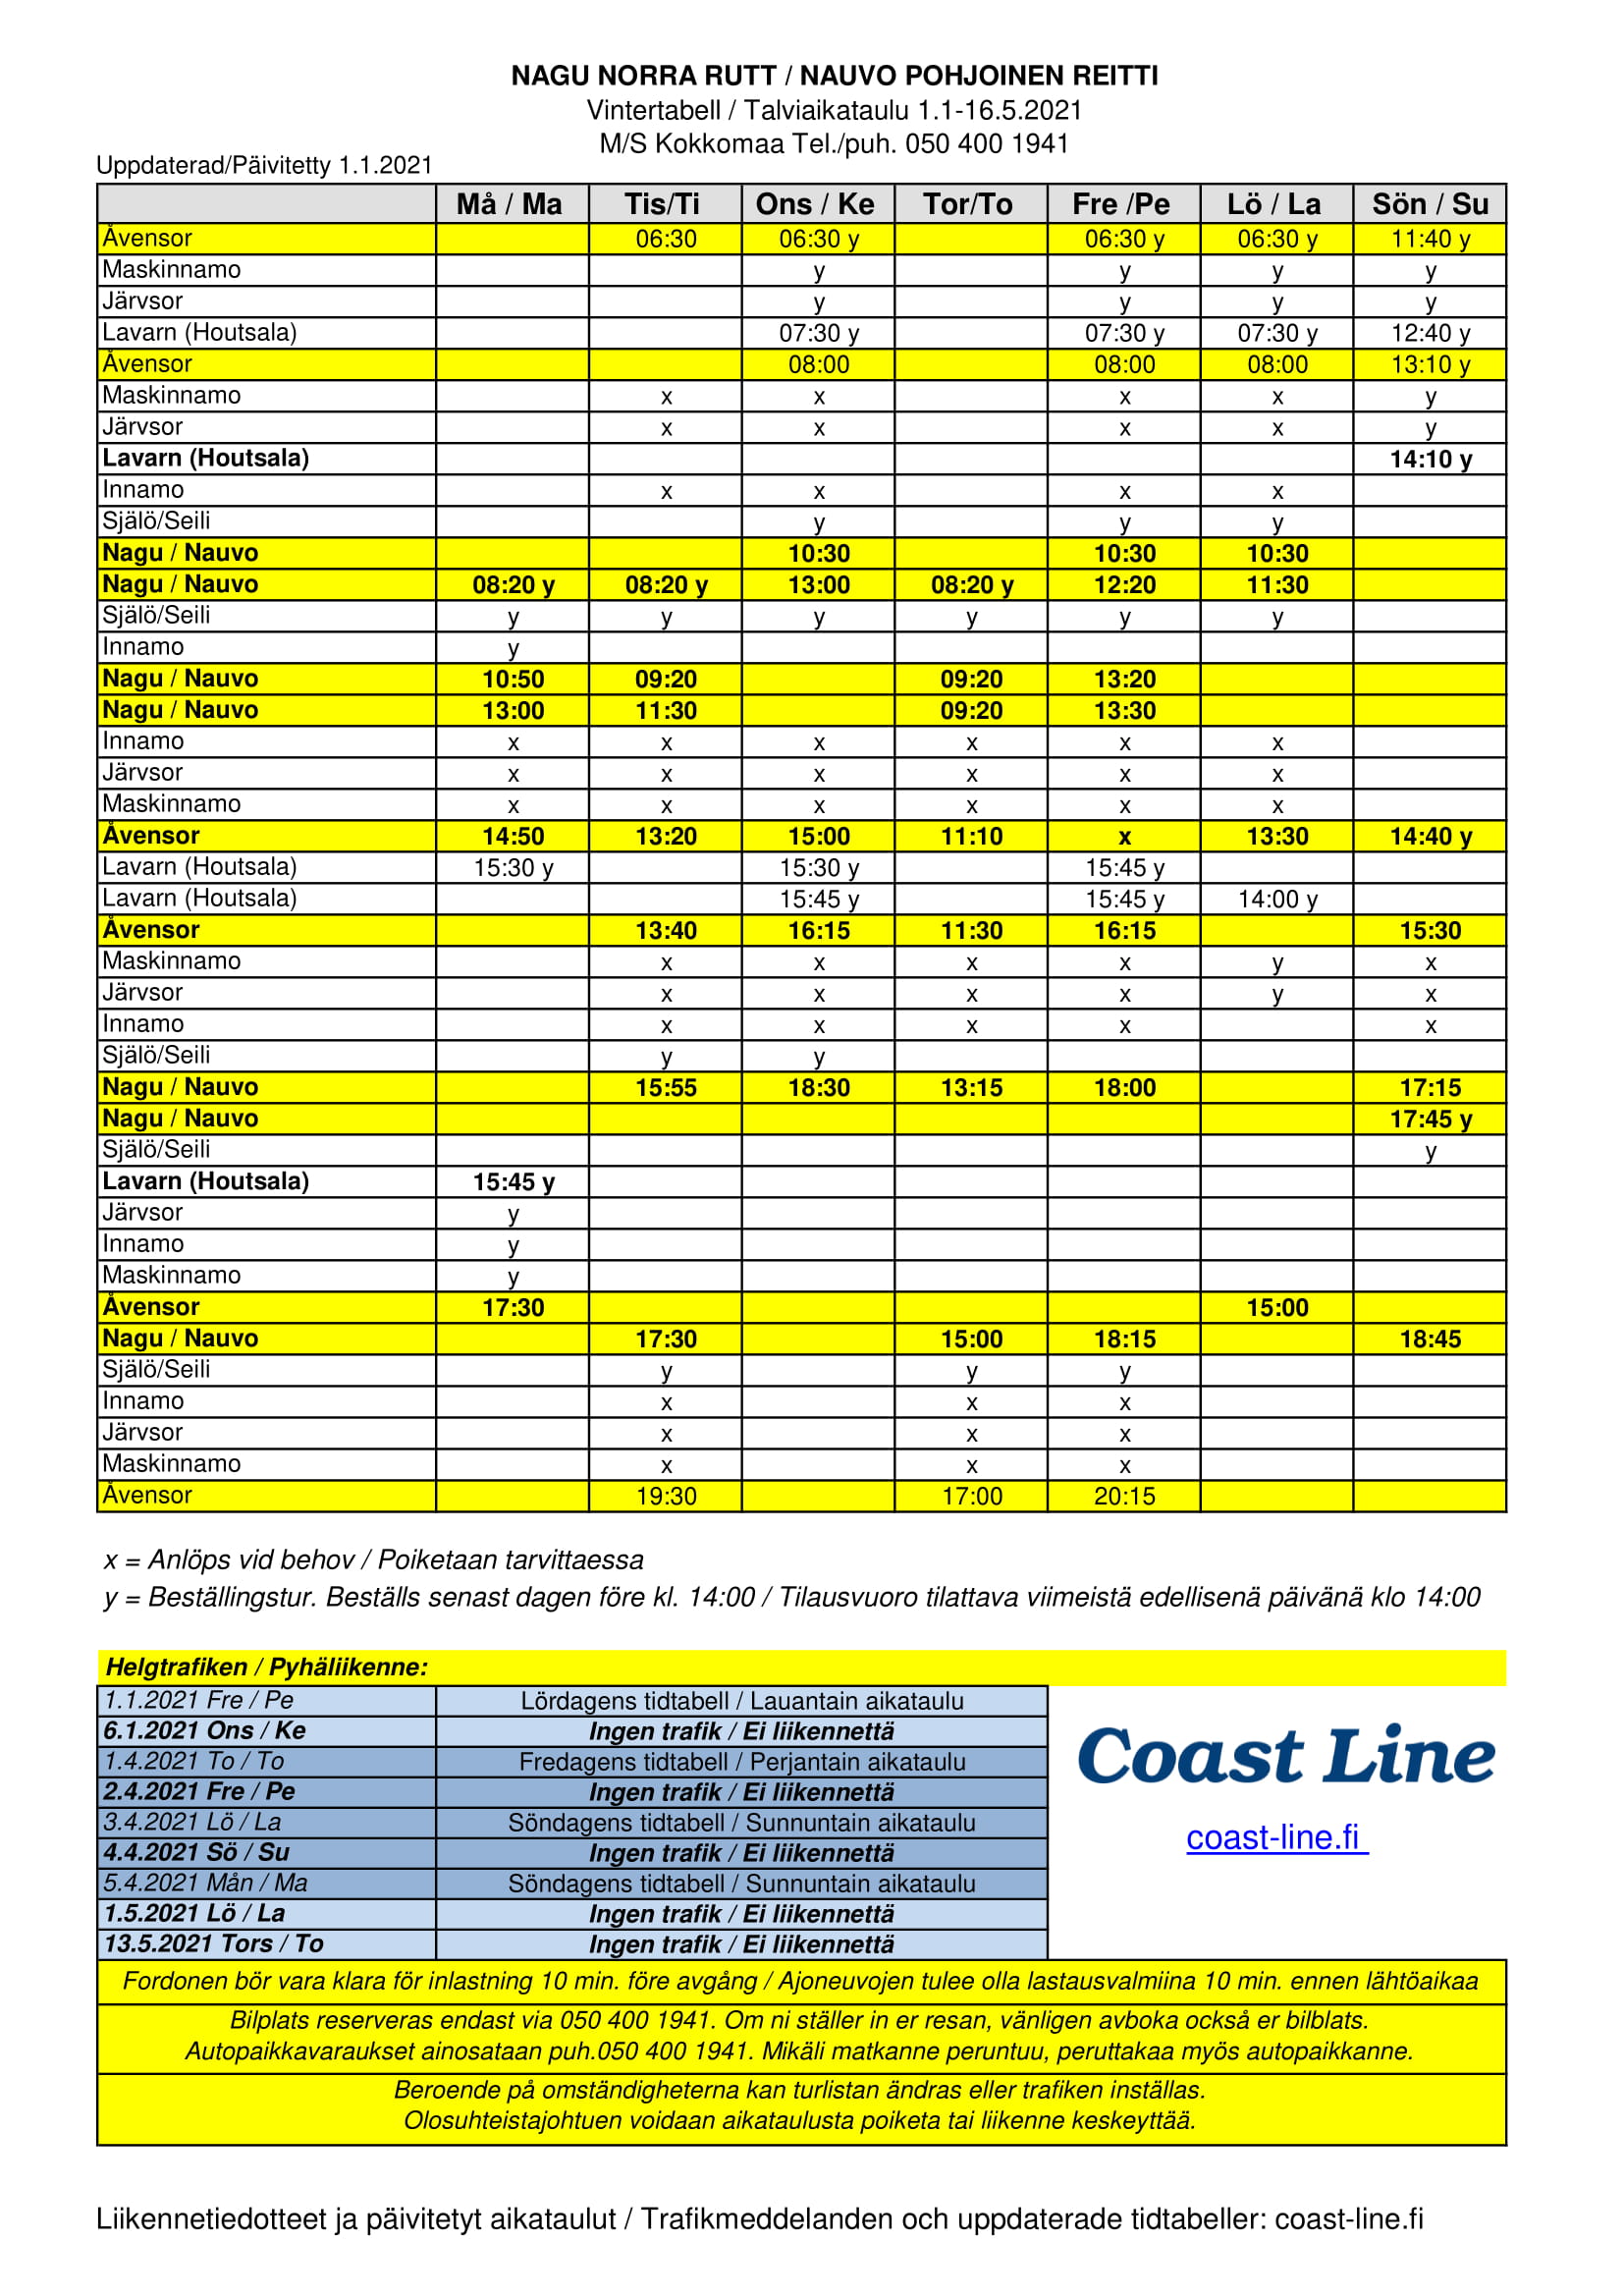 NAGU NORRA RUTT / NAUVO POHJOINEN REITTI
Vintertabell / Talviaikataulu 1.1-16.5.2021
M/S Kokkomaa Tel./puh. 050 400 1941
Uppdaterad/Päivitetty 1.1.2021
Må / Ma Tis/Ti Ons / Ke Tor/To Fre /Pe Lö / La Sön / Su
Åvensor 06:30 06:30 y 06:30 y 06:30 y 11:40 y
Maskinnamo y y y y
Järvsor y y y y
Lavarn (Houtsala) 07:30 y 07:30 y 07:30 y 12:40 y
Åvensor 08:00 08:00 08:00 13:10 y
Maskinnamo x x x x y
Järvsor x x x x y
Lavarn (Houtsala) 14:10 y
Innamo x x x x
Själö/Seili y y y
Nagu / Nauvo 10:30 10:30 10:30
Nagu / Nauvo 08:20 y 08:20 y 13:00 08:20 y 12:20 11:30
Själö/Seili y y y y y y
Innamo y
Nagu / Nauvo 10:50 09:20 09:20 13:20
Nagu / Nauvo 13:00 11:30 09:20 13:30
Innamo x x x x x x
Järvsor x x x x x x
Maskinnamo x x x x x x
Åvensor 14:50 13:20 15:00 11:10 x 13:30 14:40 y
Lavarn (Houtsala) 15:30 y 15:30 y 15:45 y
Lavarn (Houtsala) 15:45 y 15:45 y 14:00 y
Åvensor 13:40 16:15 11:30 16:15 15:30
Maskinnamo x x x x y x
Järvsor x x x x y x
Innamo x x x x x
Själö/Seili y y
Nagu / Nauvo 15:55 18:30 13:15 18:00 17:15
Nagu / Nauvo 17:45 y
Själö/Seili y
Lavarn (Houtsala) 15:45 y
Järvsor y
Innamo y
Maskinnamo y
Åvensor 17:30 15:00
Nagu / Nauvo 17:30 15:00 18:15 18:45
Själö/Seili y y y
Innamo x x x
Järvsor x x x
Maskinnamo x x x
Åvensor 19:30 17:00 20:15
x = Anlöps vid behov / Poiketaan tarvittaessa
y = Beställingstur. Beställs senast dagen före kl. 14:00 / Tilausvuoro tilattava viimeistä edellisenä päivänä klo 14:00
Helgtrafiken / Pyhäliikenne:
1.1.2021 Fre / Pe Lördagens tidtabell / Lauantain aikataulu
6.1.2021 Ons / Ke Ingen trafik / Ei liikennettä
1.4.2021 To / To Fredagens tidtabell / Perjantain aikataulu
2.4.2021 Fre / Pe Ingen trafik / Ei liikennettä
3.4.2021 Lö / La Söndagens tidtabell / Sunnuntain aikataulu
4.4.2021 Sö / Su Ingen trafik / Ei liikennettä
5.4.2021 Mån / Ma Söndagens tidtabell / Sunnuntain aikataulu
1.5.2021 Lö / La Ingen trafik / Ei liikennettä
13.5.2021 Tors / To Ingen trafik / Ei liikennettä
Coast Line
coast-line.fi
Fordonen bör vara klara för inlastning 10 min. före avgång / Ajoneuvojen tulee olla lastausvalmiina 10 min. ennen lähtöaikaa
Bilplats reserveras endast via 050 400 1941. Om ni ställer in er resan, vänligen avboka också er bilblats.
Autopaikkavaraukset ainosataan puh.050 400 1941. Mikäli matkanne peruntuu, peruttakaa myös autopaikkanne.
Beroende på omständigheterna kan turlistan ändras eller trafiken inställas.
Olosuhteistajohtuen voidaan aikataulusta poiketa tai liikenne keskeyttää.
Liikennetiedotteet ja päivitetyt aikataulut / Trafikmeddelanden och uppdaterade tidtabeller: coast-line.fi